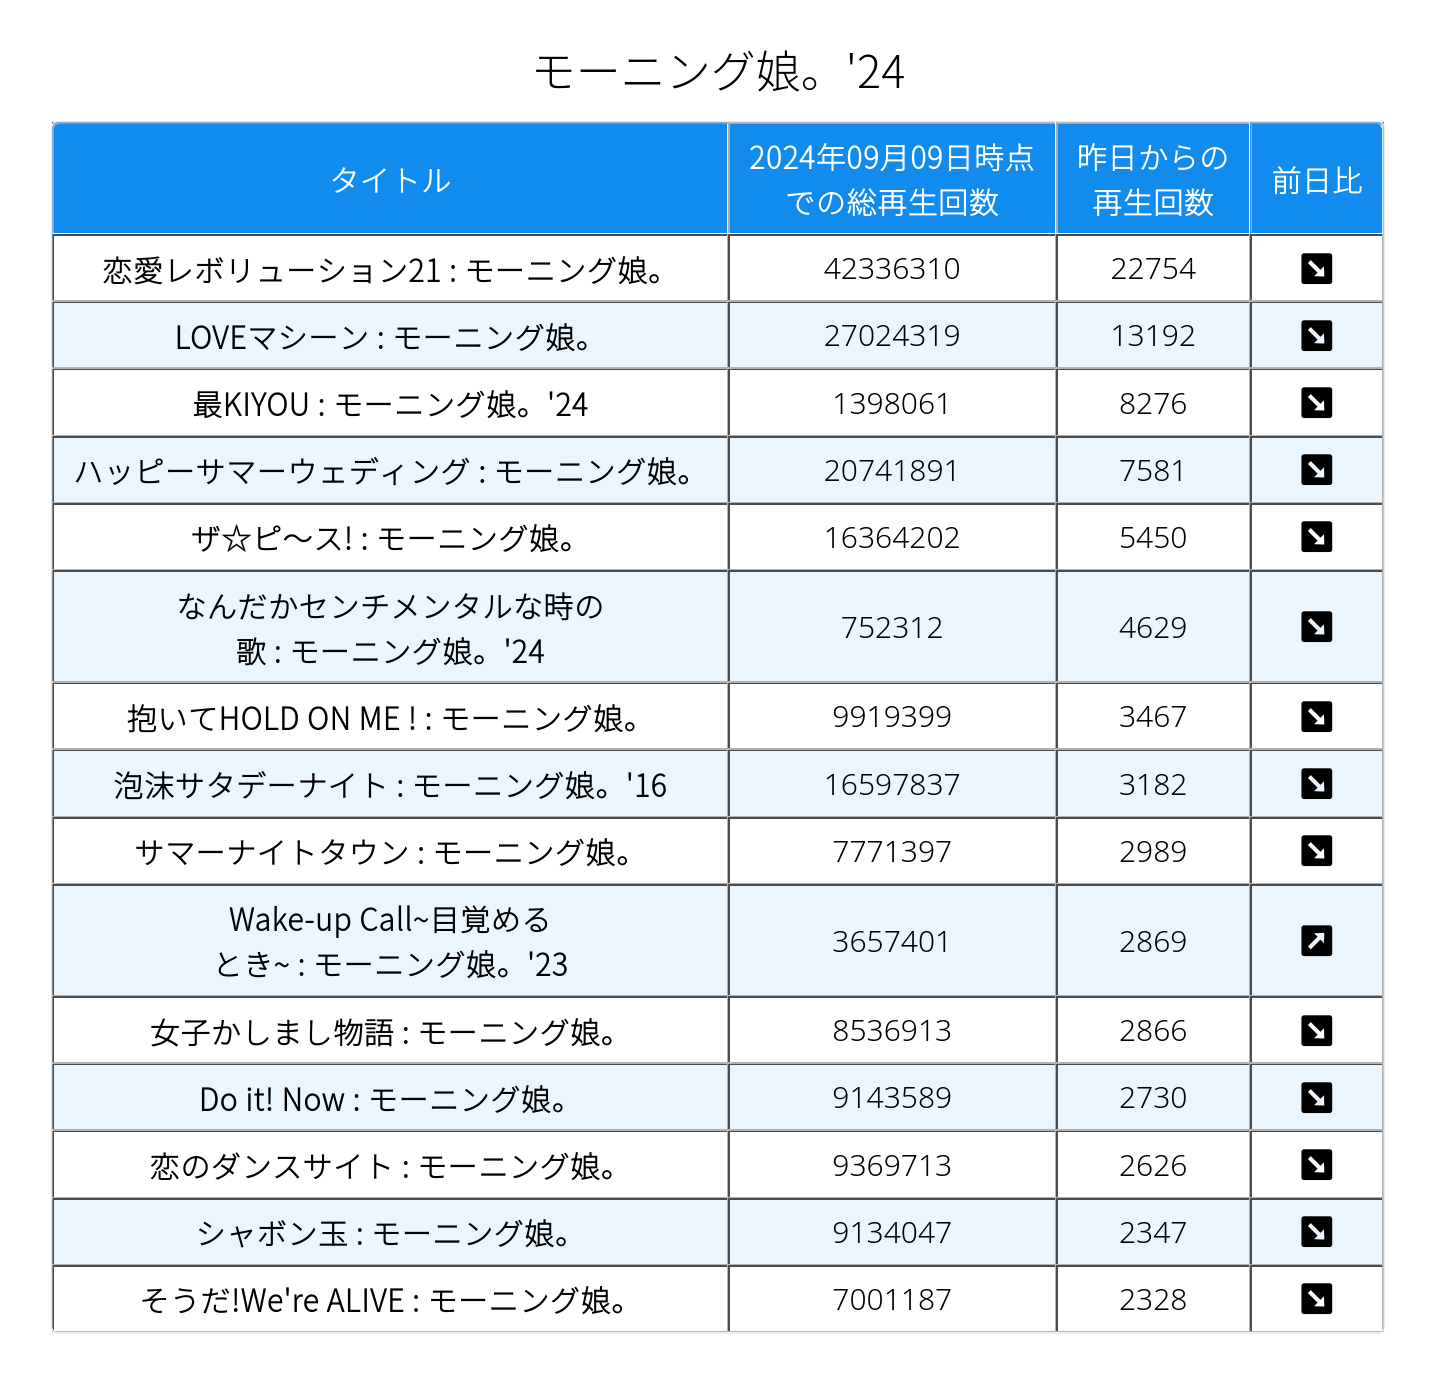 モーニング娘。'24
タイトル
2024年09月09日時点
での総再生回数
昨日からの
再生回数
前日比
恋愛レボリューション21 : モーニング娘。 42336310 22754
LOVEマシーン : モーニング娘。 27024319 13192
最KIYOU : モーニング娘。'24 1398061 8276
ハッピーサマーウェディング : モーニング娘。 20741891 7581
ザ☆ピ〜ス! : モーニング娘。 16364202 5450
なんだかセンチメンタルな時の
歌 : モーニング娘。'24 752312 4629
抱いてHOLD ON ME ! : モーニング娘。 9919399 3467
泡沫サタデーナイト : モーニング娘。'16 16597837 3182
サマーナイトタウン : モーニング娘。 7771397 2989
Wake-up Call~目覚める
とき~ : モーニング娘。'23 3657401 2869
女子かしまし物語 : モーニング娘。 8536913 2866
Do it! Now : モーニング娘。 9143589 2730
恋のダンスサイト : モーニング娘。 9369713 2626
シャボン玉 : モーニング娘。 9134047 2347
そうだ!We're ALIVE : モーニング娘。 7001187 2328